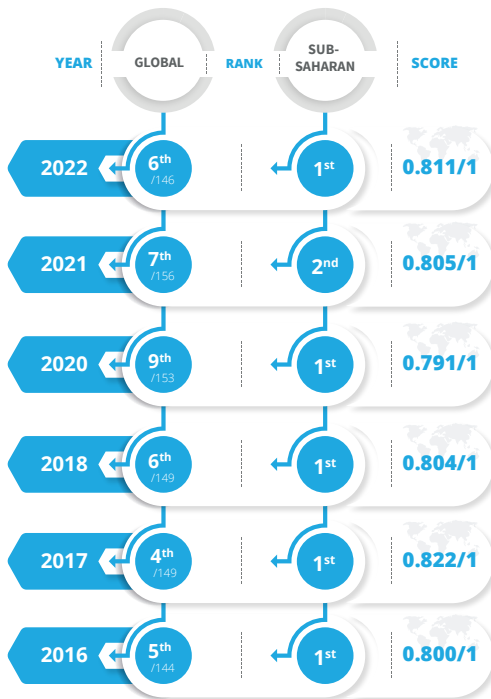 YEAR
GLOBAL
RANK
SUB-
SAHARAN
SCORE
2022
6th
/146
1st
0.811/1
2021
7th
/156
2nd
0.805/1
2020
9th
/153
1st
0.791/1
2018
6th
/149
1st
0.804/1
2017
4th
/149
1st
0.822/1
2016
5th
/144
1st
0.800/1